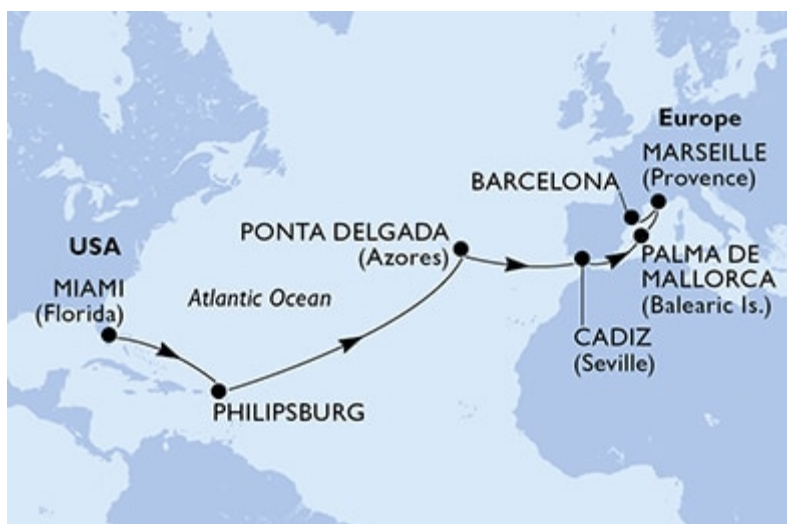 Europe
MARSEILLE
(Provence)
BARCELONA
USA
PONTA DELGADA
(Azores)
PALMA DE
MALLORCA
(Balearic Is.)
MIAMI
(Florida)
Atlantic Ocean
CADIZ
(Seville)
PHILIPSBURG